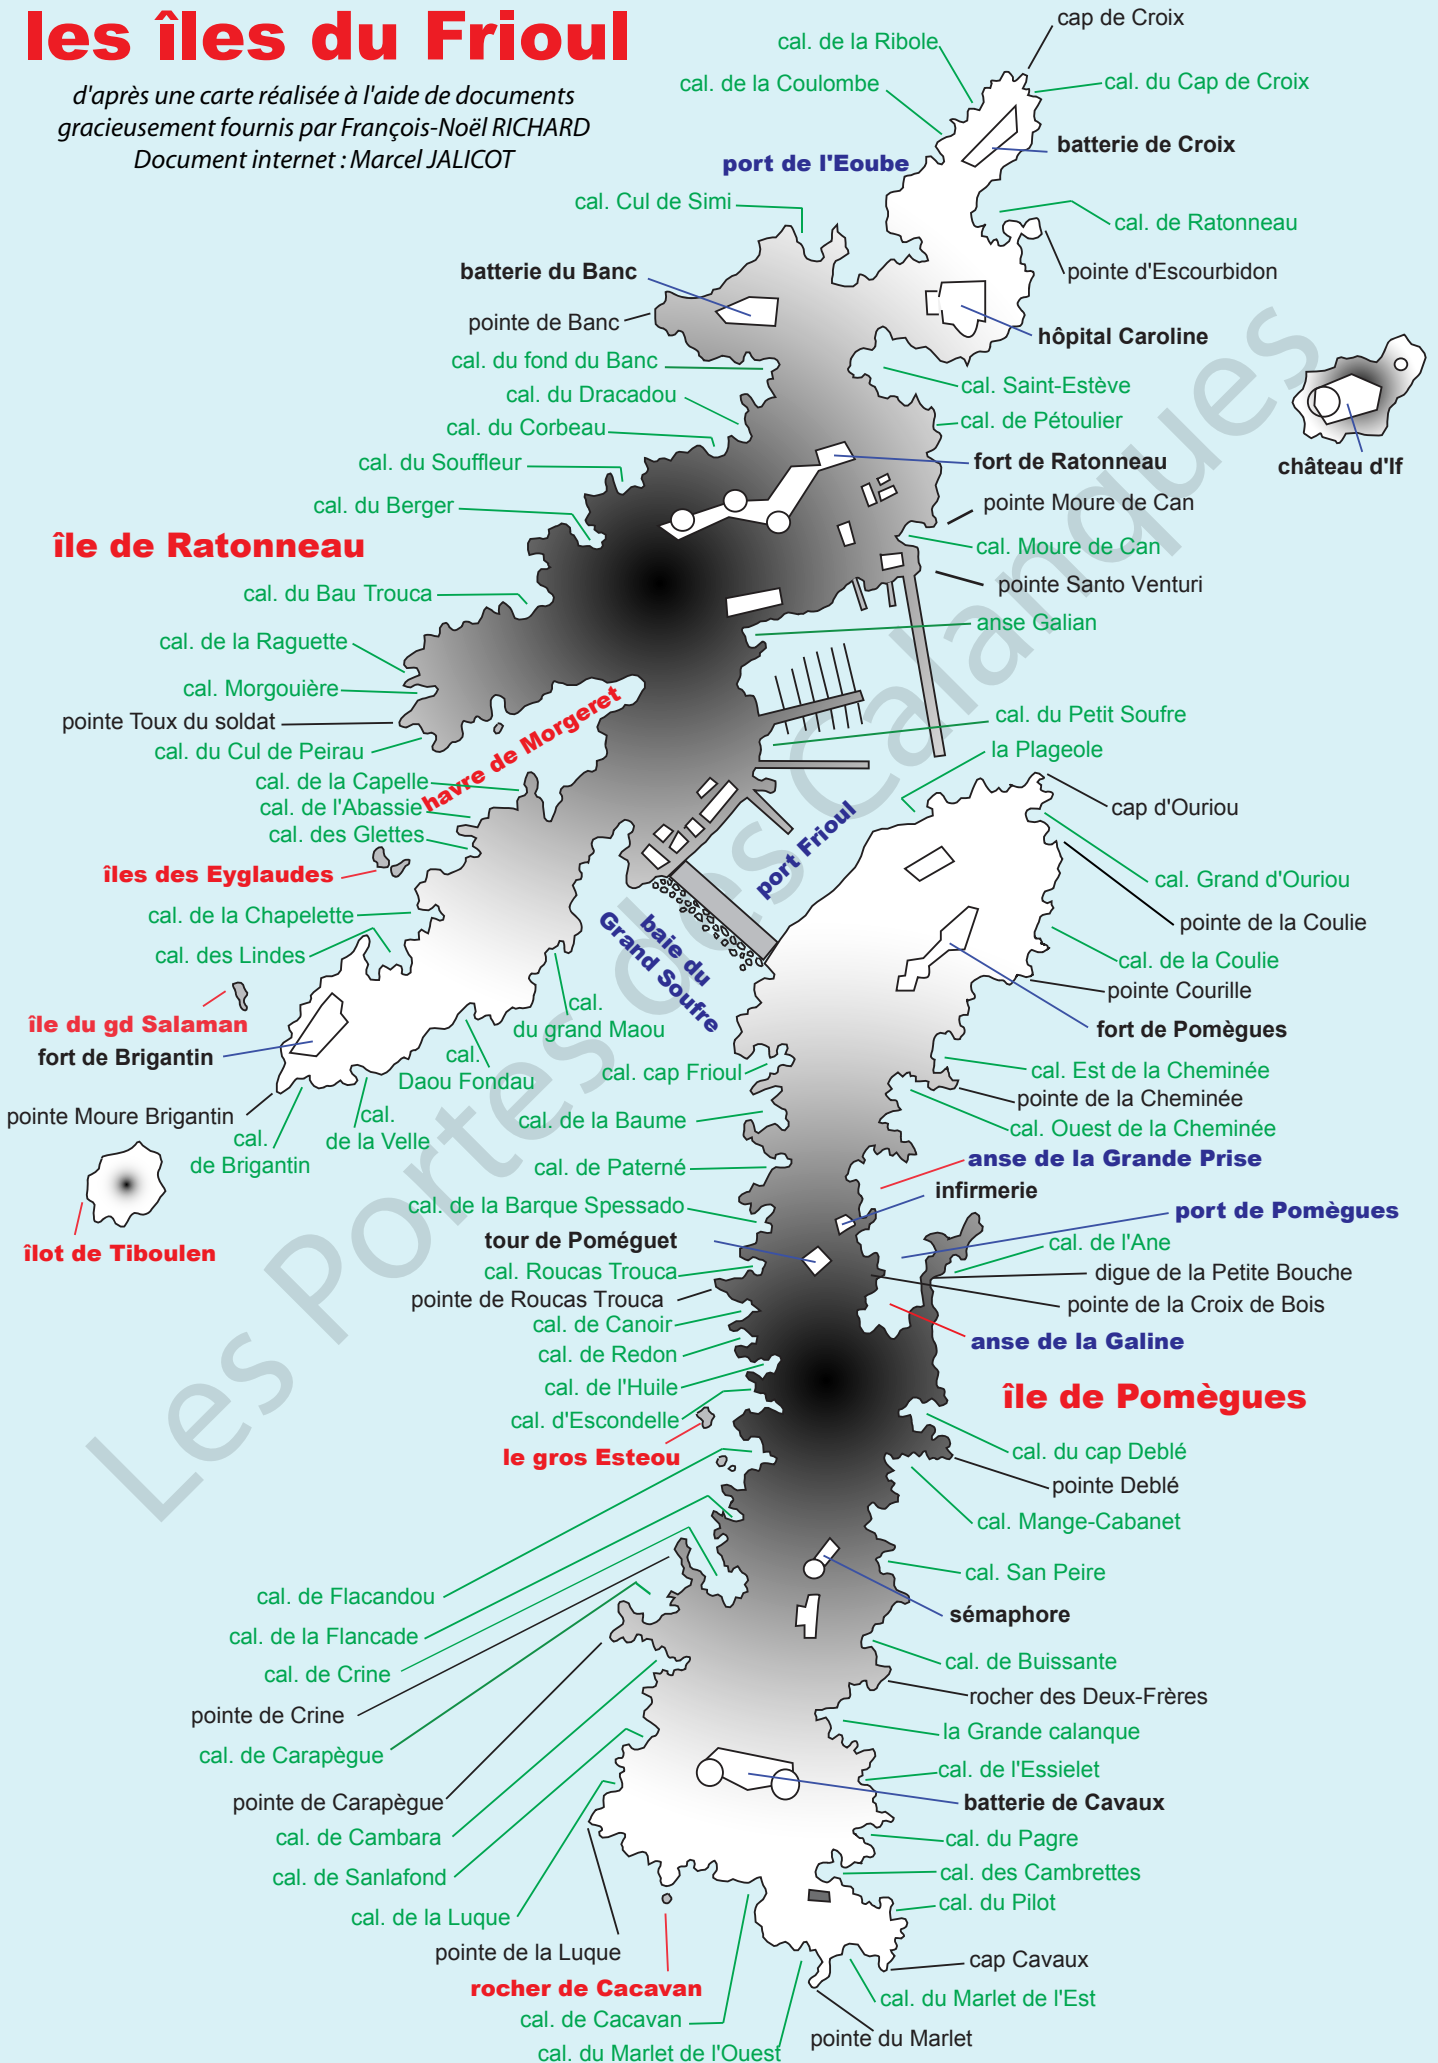 les îles du Frioul
d'après une carte réalisée à l'aide de documents
gracieusement fournis par François-Noël RICHARD
Document internet : Marcel JALICOT
cap de Croix
cal. de la Ribole
cal. de la Coulombe
cal. du Cap de Croix
batterie de Croix
port de l'Eoube
cal. Cul de Simi
cal. de Ratonneau
batterie du Banc
pointe d'Escourbidon
pointe de Banc
hôpital Caroline
cal. du fond du Banc
cal. Saint-Estève
cal. du Dracadou
cal. de Pétoulier
cal. du Corbeau
fort de Ratonneau
château d'If
cal. du Souffleur
pointe Moure de Can
cal. du Berger
île de Ratonneau
cal. Moure de Can
pointe Santo Venturi
cal. du Bau Trouca
anse Galian
cal. de la Raguette
cal. Morgouière
pointe Toux du soldat
cal. du Petit Soufre
cal. du Cul de Peirau
la Plageole
havre de Morgeret
cal. de la Capelle
cal. de l'Abassie
cap d'Ouriou
cal. des Glettes
port Frioul
îles des Eyglaudes
cal. Grand d'Ouriou
cal. de la Chapelette
pointe de la Coulie
baie du
Grand Soufre
cal. des Lindes
cal. de la Coulie
pointe Courille
île du gd Salaman
cal.
du grand Maou
fort de Pomègues
fort de Brigantin
cal.
Daou Fondau
cal. cap Frioul
cal. Est de la Cheminée
pointe de la Cheminée
pointe Moure Brigantin
cal.
de la Velle
cal. de la Baume
cal. Ouest de la Cheminée
cal.
de Brigantin
cal. de Paterné
anse de la Grande Prise
infirmerie
cal. de la Barque Spessado
port de Pomègues
îlot de Tiboulen
tour de Poméguet
cal. de l'Ane
cal. Roucas Trouca
digue de la Petite Bouche
pointe de Roucas Trouca
pointe de la Croix de Bois
cal. de Canoir
anse de la Galine
cal. de Redon
cal. de l'Huile
île de Pomègues
cal. d'Escondelle
le gros Esteou
cal. du cap Deblé
pointe Deblé
cal. Mange-Cabanet
cal. San Peire
cal. de Flacandou
sémaphore
cal. de la Flancade
cal. de Buissante
cal. de Crine
rocher des Deux-Frères
pointe de Crine
la Grande calanque
cal. de Carapègue
cal. de l'Essielet
pointe de Carapègue
batterie de Cavaux
cal. de Cambara
cal. du Pagre
cal. de Sanlafond
cal. des Cambrettes
cal. du Pilot
cal. de la Luque
pointe de la Luque
cap Cavaux
rocher de Cacavan
cal. du Marlet de l'Est
cal. de Cacavan
pointe du Marlet
cal. du Marlet de l'Ouest
Les Portes des Calanques